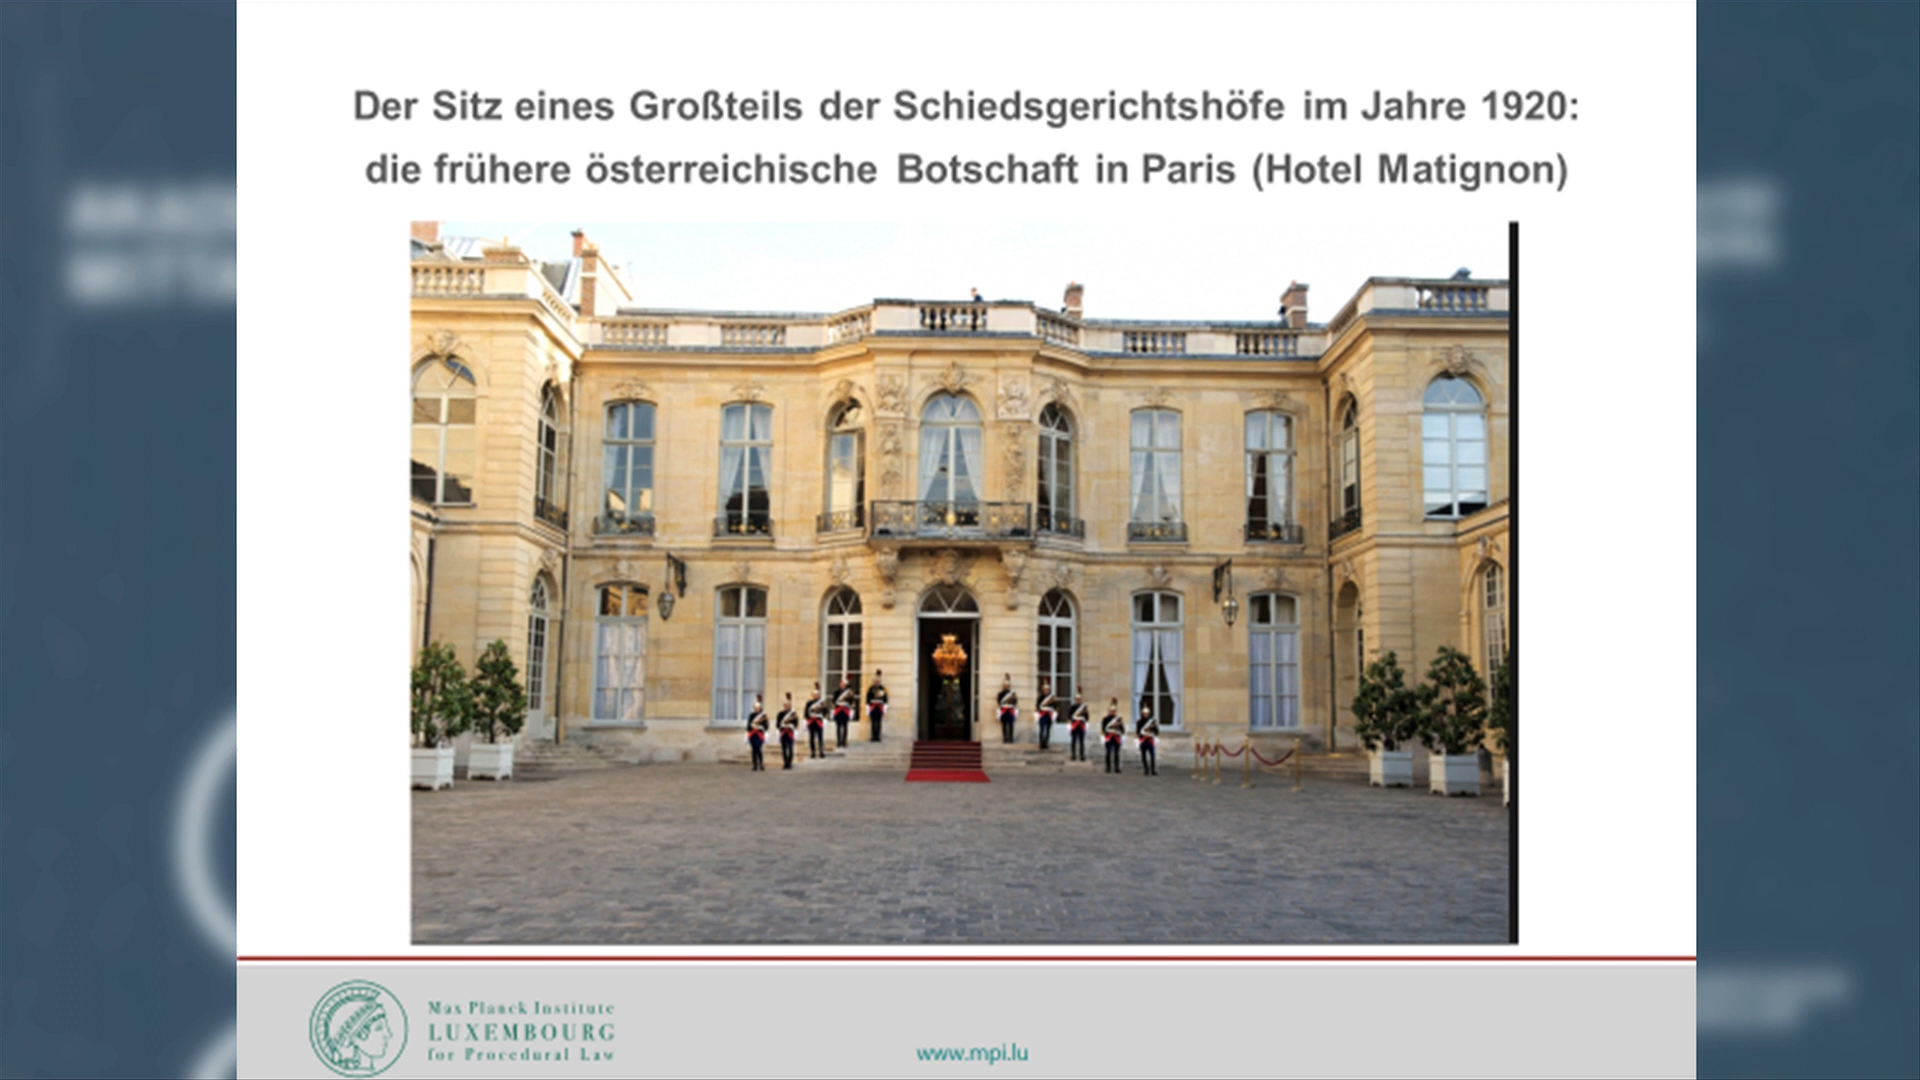 Der Sitz eines Großteils der Schiedsgerichtshöfe im Jahre 1920:
die frühere österreichische Botschaft in Paris (Hotel Matignon)
Max Planck Institute
LUXEMBOURG
for Procedural Law
www.mpi.lu